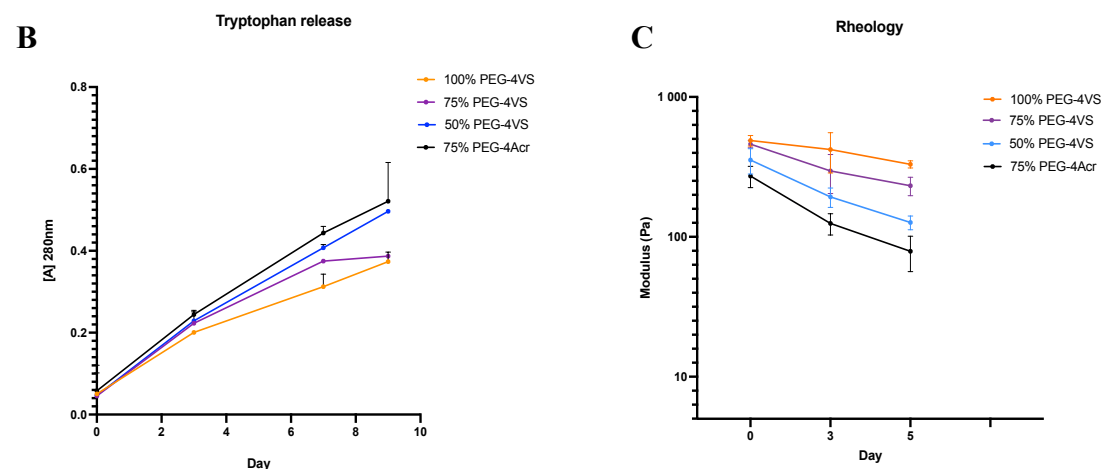 B
Tryptophan release
100% PEG-4VS
75% PEG-4VS
50% PEG-4VS
75% PEG-4Acr
0.8
0.6
0.4
0.2
0.0
[A] 280nm
0 2 4 6 8 10
Day
C
Rheology
100% PEG-4VS
75% PEG-4VS
50% PEG-4VS
75% PEG-4Acr
1 000
100
10
Modulus (Pa)
0 3 5
Day